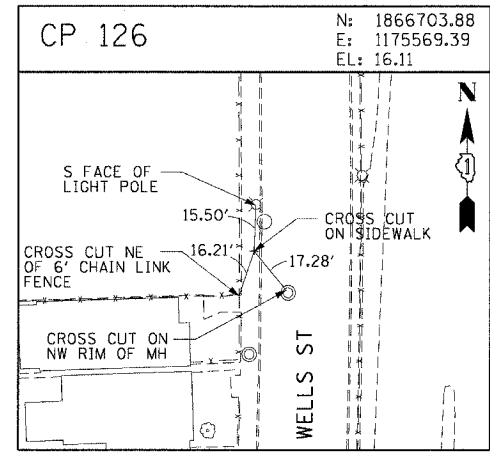 CP 126
N: 1866703.88
E: 1175569.39
EL: 16.11
N
1
S FACE OF
LIGHT POLE
15.50'
CROSS CUT
ON SIDEWALK
16.21'
17.28'
CROSS CUT NE
OF 6' CHAIN LINK
FENCE
CROSS CUT ON
NW RIM OF MH
WELLS ST